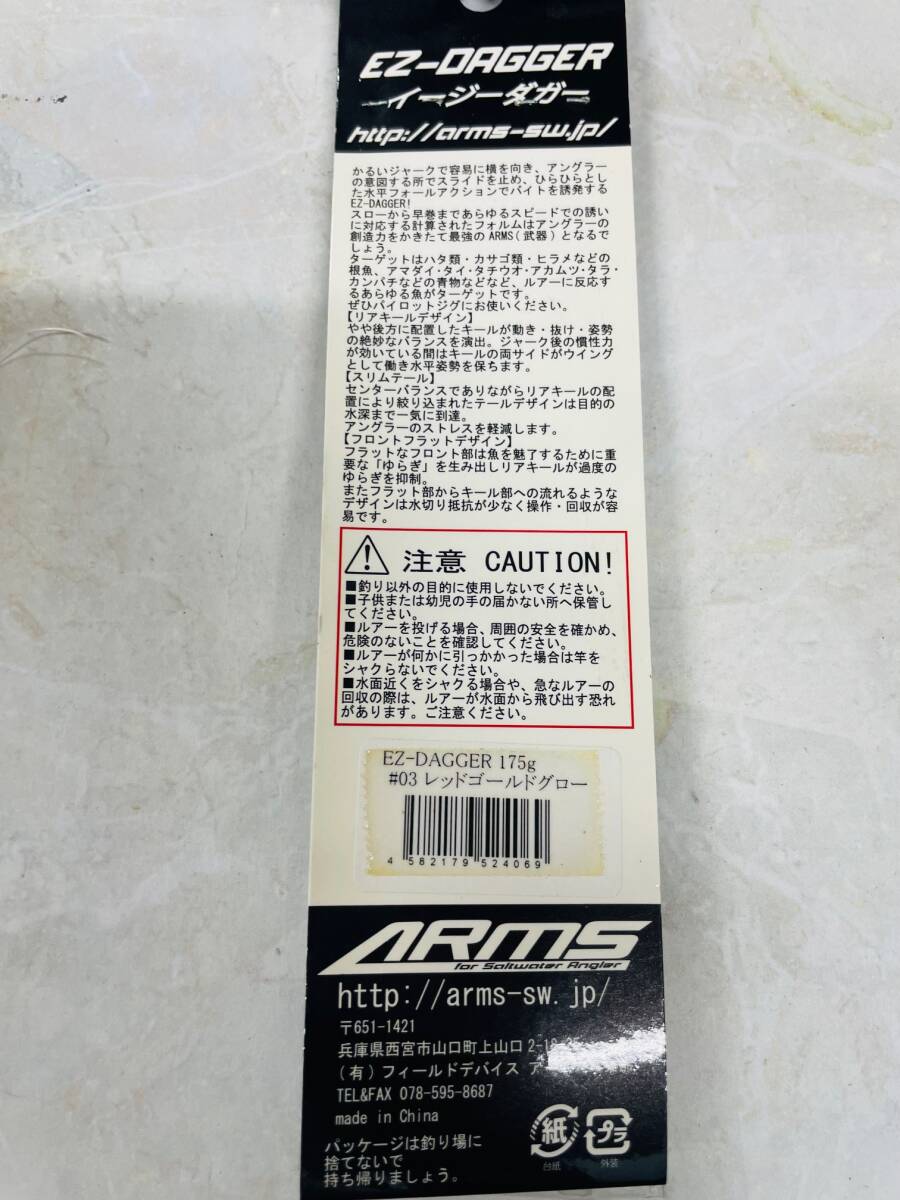 EZ-DAGGER
イージーダガー
http://arms-sw.jp/
かるいジャークで容易に横を向き、アングラー
の意図する所でスライドを止め、ひらひらとし
た水平フォールアクションでバイトを誘発する
EZ-DAGGER!
スローから早巻まであらゆるスピードでの誘い
に対応する計算されたフォルムはアングラーの
創造力をかきたて最強のARMS(武器)となるで
しょう。
ターゲットはハタ類・カサゴ類・ヒラメなどの
根魚、アマダイ・タイ・タチウオ・アカムツ・タラ・
カンパチなどの青物などなど、ルアーに反応す
るあらゆる魚がターゲットです。
ぜひパイロットジグにお使いください。
【リアキールデザイン】
やや後方に配置したキールが動き・抜け・姿勢
の絶妙なバランスを演出。ジャーク後の慣性力
が効いている間はキールの両サイドがウイング
として働き水平姿勢を保ちます。
【スリムテール】
センターバランスでありながらリアキールの配
置により絞り込まれたテールデザインは目的の
水深まで一気に到達。
アングラーのストレスを軽減します。
【フロントフラットデザイン】
フラットなフロント部は魚を魅了するために重
要な「ゆらぎ」を生み出しリアキールが過度の
ゆらぎを抑制。
またフラット部からキール部への流れるような
デザインは水切り抵抗が少なく操作・回収が容
易です。
注意 CAUTION!
■釣り以外の目的に使用しないでください。
■子供または幼児の手の届かない所へ保管し
てください。
■ルアーを投げる場合、周囲の安全を確かめ、
危険のないことを確認してください。
■ルアーが何かに引っかかった場合は竿を
シャクらないでください。
■水面近くをシャクる場合や、急なルアーの
回収の際は、ルアーが水面から飛び出す恐れ
があります。ご注意ください。
EZ-DAGGER 175g
#03 レッドゴールドグロー
4 582179 524069
ARMS
for Saltwater Angler
http://arms-sw.jp/
〒651-1421
兵庫県西宮市山口町上山口2-18-
(有)フィールドデバイス ア
TEL&FAX 078-595-8687
made in China
パッケージは釣り場に
捨てないで
持ち帰りましょう。
紙
台紙
プラ
外装